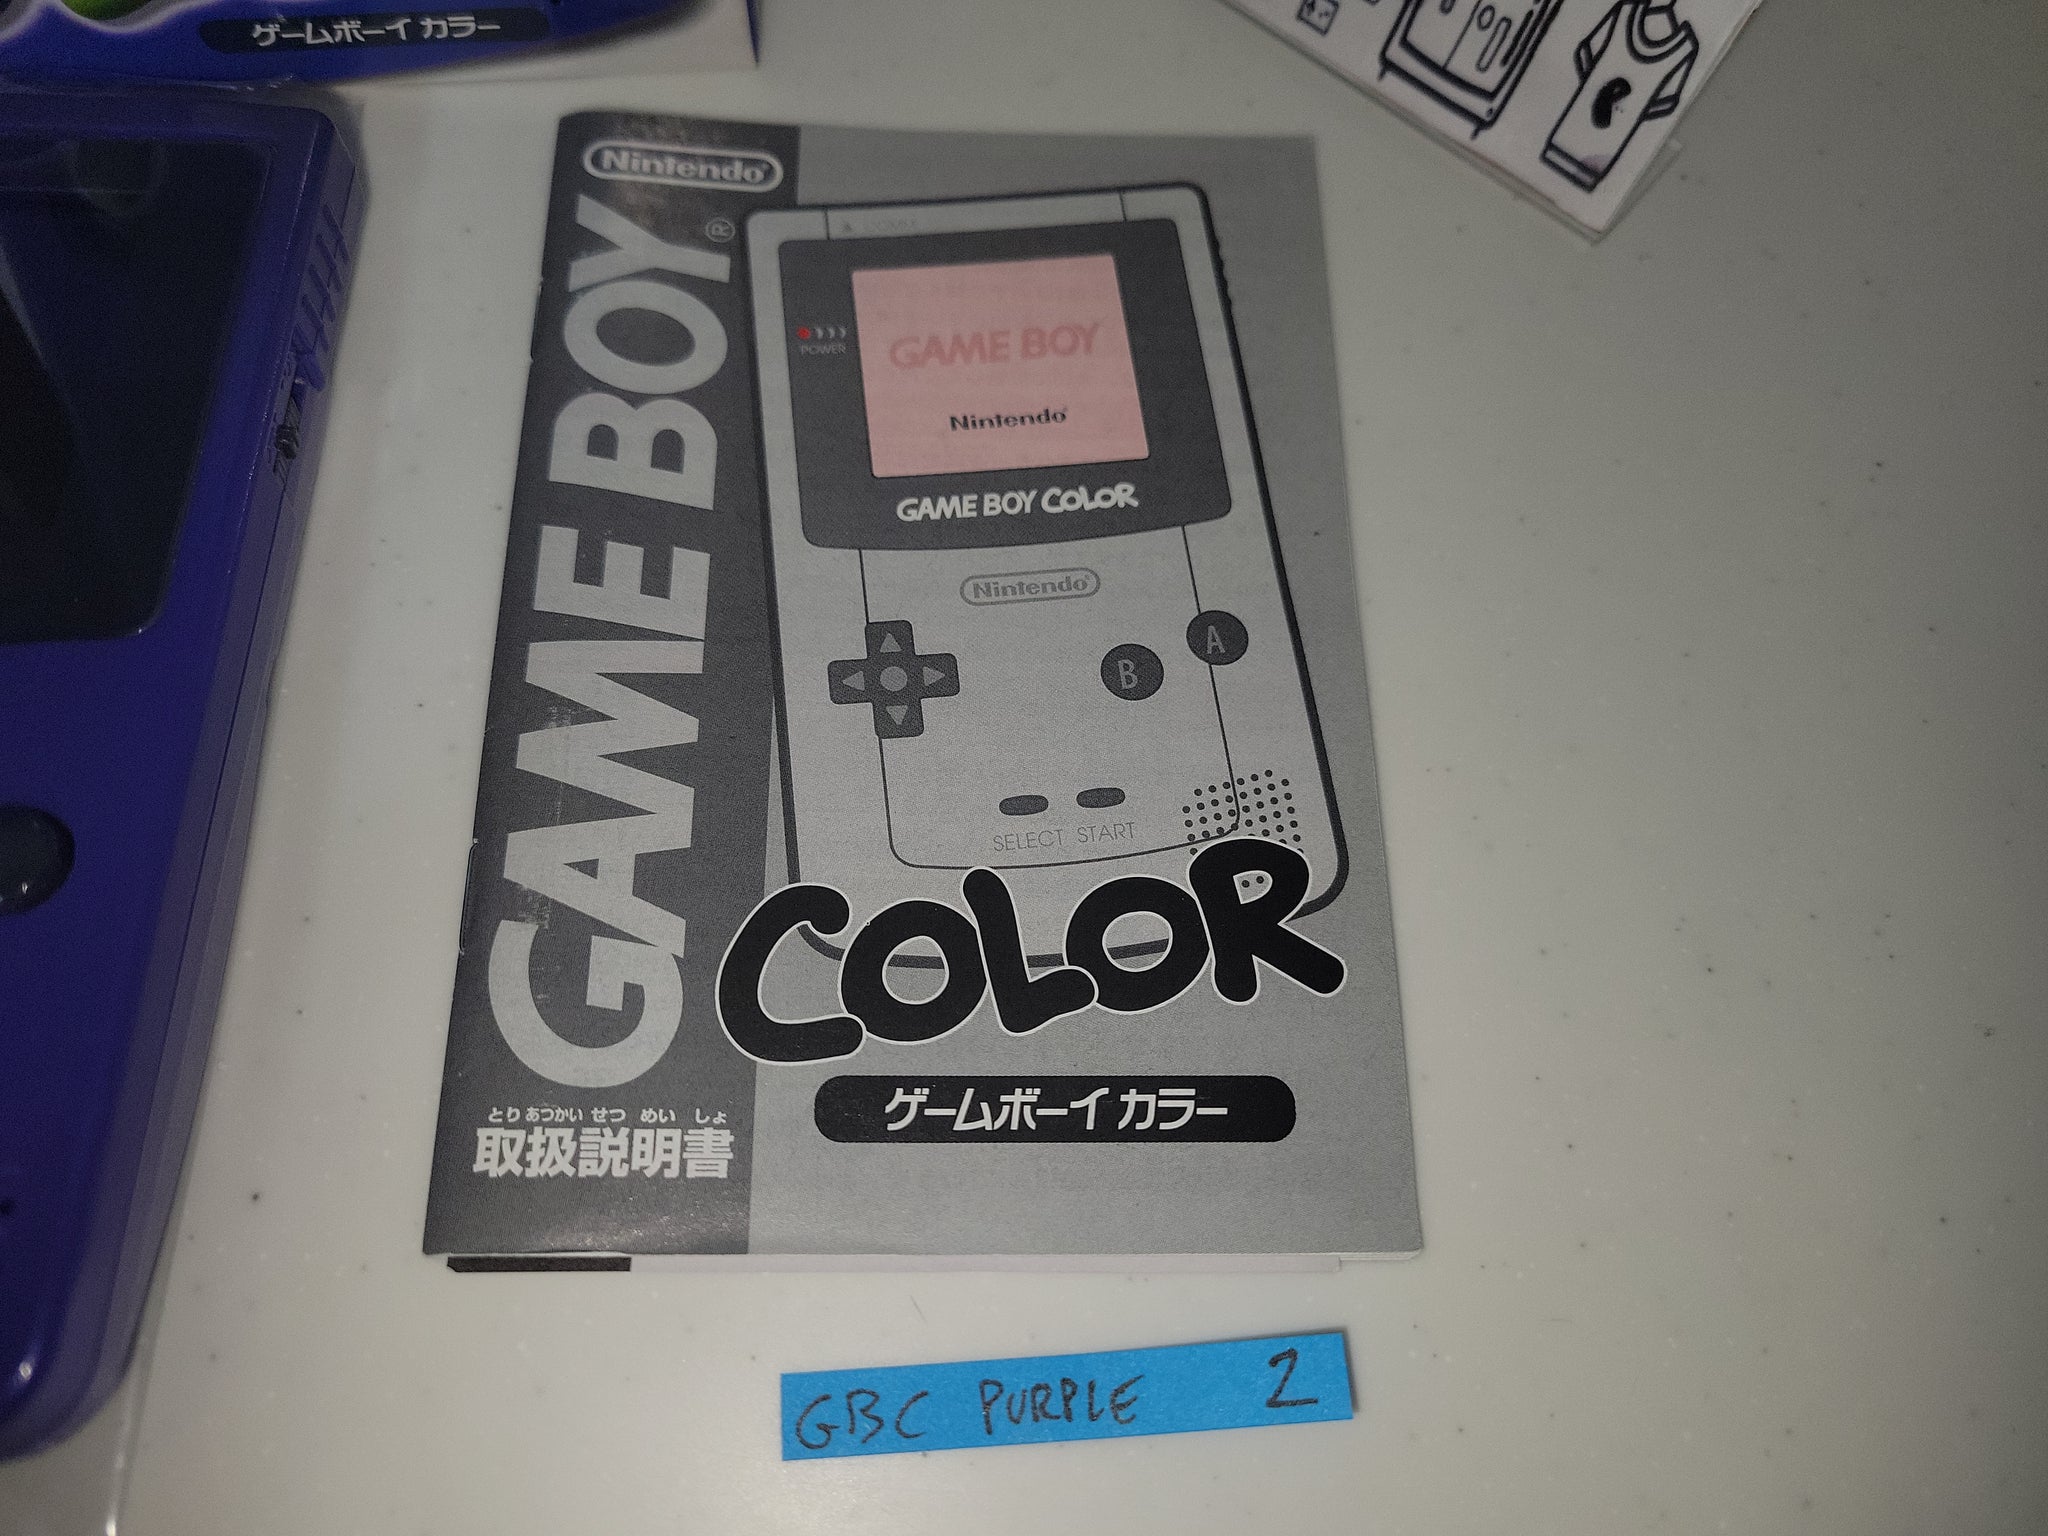 ゲームボーイ カラー
Nintendo®
GAME BOY®
POWER
GAME BOY
Nintendo®
GAME BOY COLOR
Nintendo®
B A
SELECT START
COLOR
ゲームボーイ カラー
とり あつかい せつ めい しょ
取扱説明書
GBC PURPLE 2